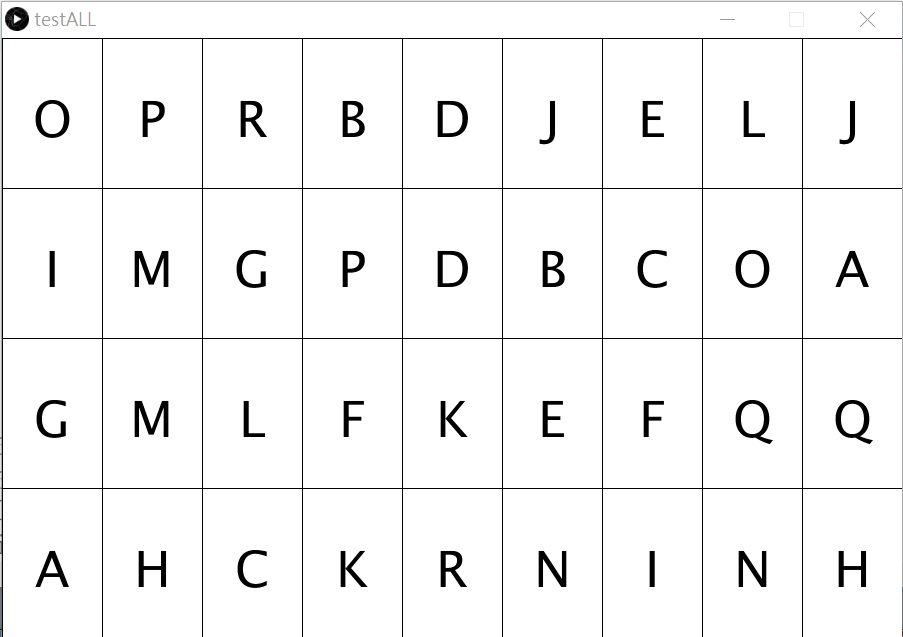 testALL
O P R B D J E L J
I M G P D B C O A
G M L F K E F Q Q
A H C K R N I N H